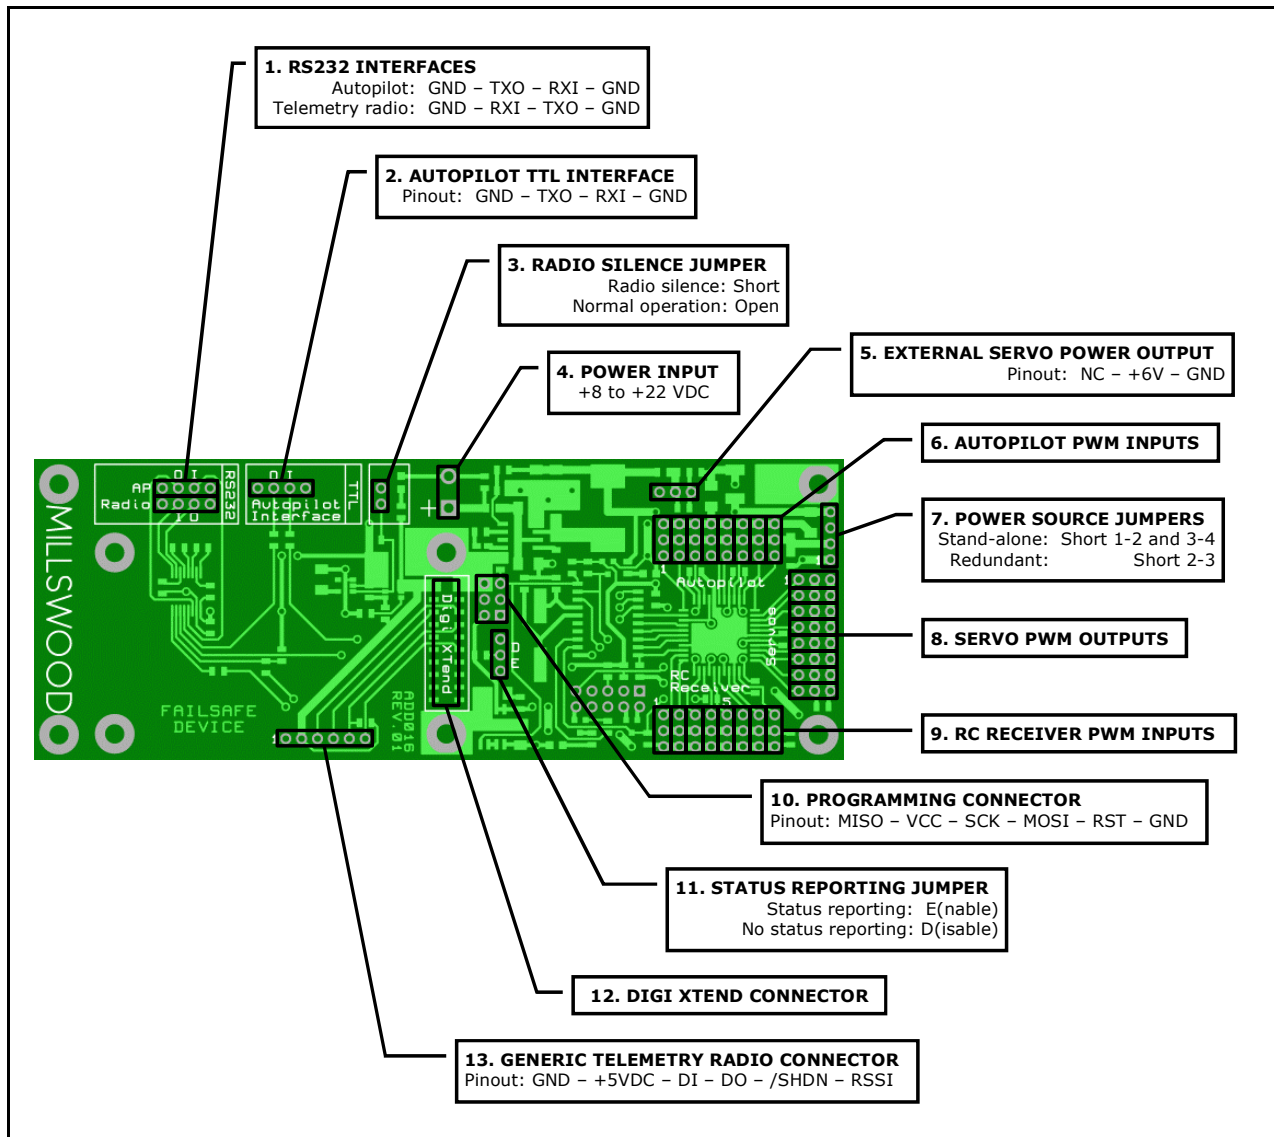 1. RS232 INTERFACES
Autopilot: GND – TXO – RXI – GND
Telemetry radio: GND – RXI – TXO – GND
2. AUTOPILOT TTL INTERFACE
Pinout: GND – TXO – RXI – GND
3. RADIO SILENCE JUMPER
Radio silence: Short
Normal operation: Open
4. POWER INPUT
+8 to +22 VDC
5. EXTERNAL SERVO POWER OUTPUT
Pinout: NC – +6V – GND
6. AUTOPILOT PWM INPUTS
7. POWER SOURCE JUMPERS
Stand-alone: Short 1-2 and 3-4
Redundant: Short 2-3
8. SERVO PWM OUTPUTS
9. RC RECEIVER PWM INPUTS
10. PROGRAMMING CONNECTOR
Pinout: MISO – VCC – SCK – MOSI – RST – GND
11. STATUS REPORTING JUMPER
Status reporting: E(nable)
No status reporting: D(isable)
12. DIGI XTEND CONNECTOR
13. GENERIC TELEMETRY RADIO CONNECTOR
Pinout: GND – +5VDC – DI – DO – /SHDN – RSSI
MILLSWOOD
AP
Radio
RS232
Autopilot
Interface
TTL
+
Digi XTend
D
E
1
Autopilot
1
1
Servos
RC
Receiver
1
FAILSAFE
DEVICE
ADD016
REV.01
1